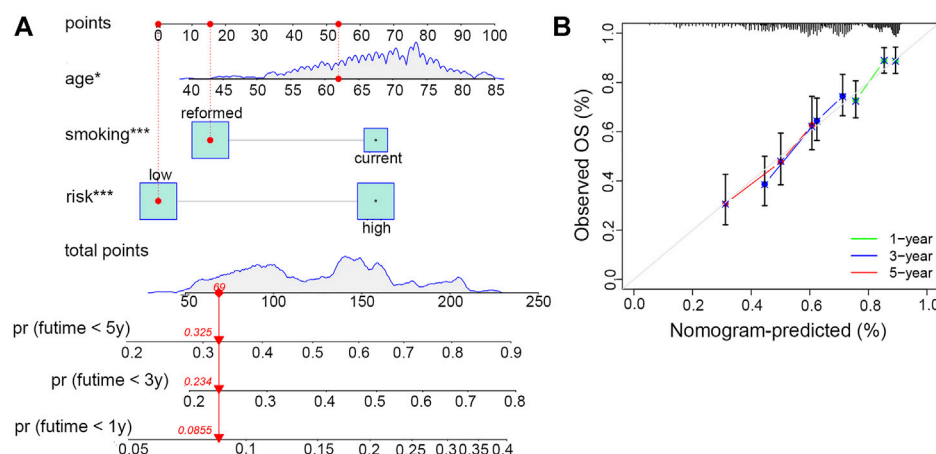 A
points
0 10 20 30 40 50 60 70 80 90 100
age*
40 45 50 55 60 65 70 75 80 85
reformed
smoking***
current
low
risk***
high
total points
69
50 100 150 200 250
pr (futime < 5y)
0.325
0.2 0.3 0.4 0.5 0.6 0.7 0.8 0.9
pr (futime < 3y)
0.234
0.2 0.3 0.4 0.5 0.6 0.7 0.8
pr (futime < 1y)
0.0855
0.05 0.1 0.15 0.2 0.25 0.30 0.35 0.4
B
Observed OS (%)
1.0
0.8
0.6
0.4
0.2
0.0
1-year
3-year
5-year
0.0 0.2 0.4 0.6 0.8 1.0
Nomogram-predicted (%)